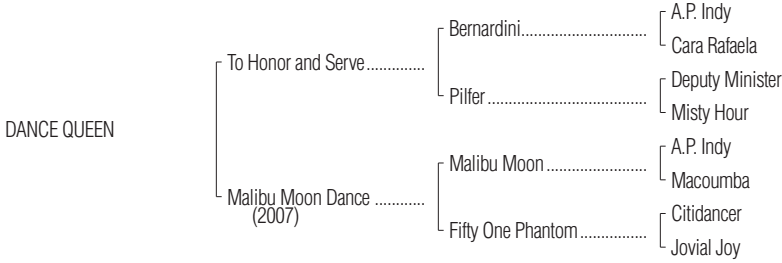 A.P. Indy
Bernardini..............................
Cara Rafaela
To Honor and Serve..............
Deputy Minister
Pilfer......................................
Misty Hour
DANCE QUEEN
A.P. Indy
Malibu Moon........................
Macoumba
Malibu Moon Dance ............
(2007)
Citidancer
Fifty One Phantom................
Jovial Joy